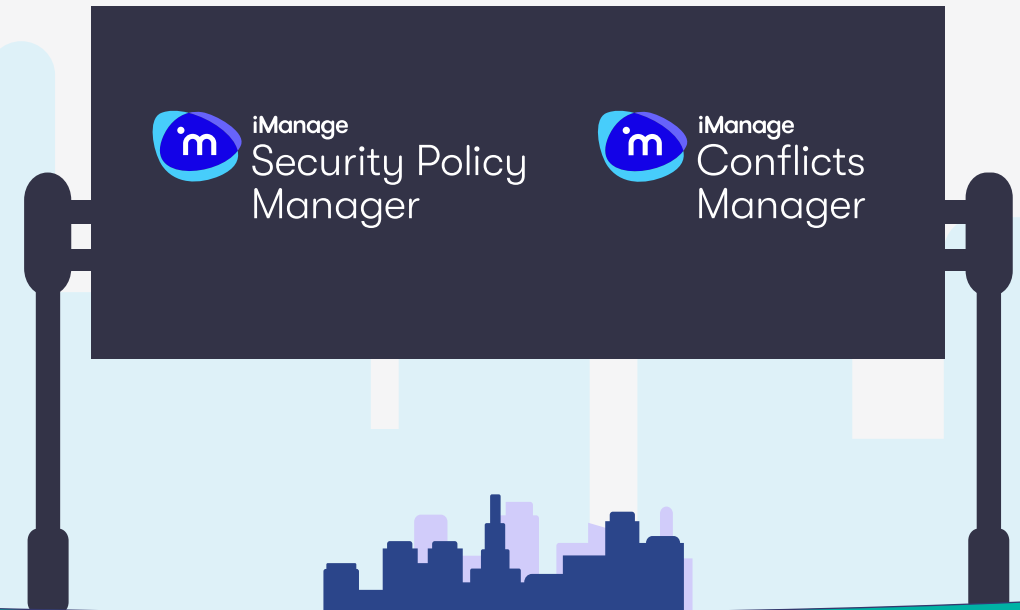 iManage
Security Policy
Manager
iManage
Conflicts
Manager